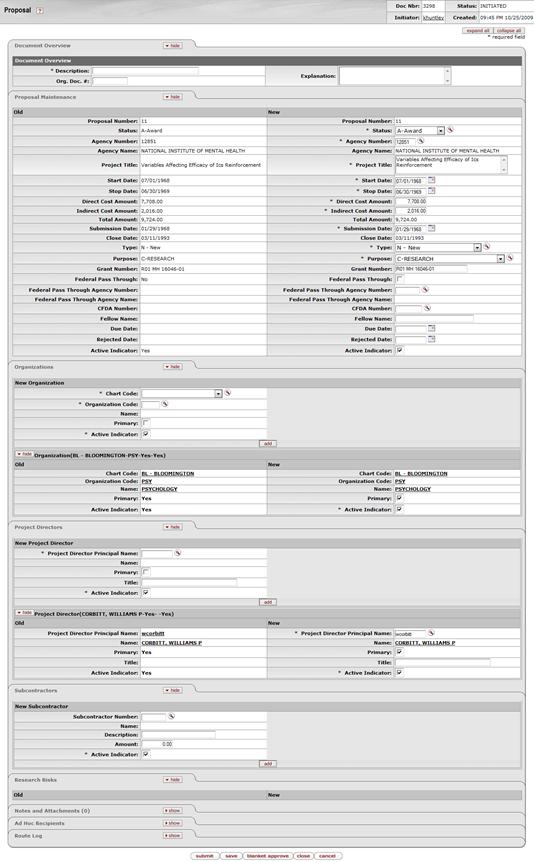 Proposal ?
Doc Nbr: 3298 Status: INITIATED
Initiator: khuntley Created: 09:45 PM 10/25/2009
expand all collapse all
* required field
Document Overview hide
Document Overview
* Description: Explanation:
Org. Doc. #:
Proposal Maintenance hide
Old New
Proposal Number: 11 Proposal Number: 11
Status: A-Award * Status: A-Award
Agency Number: 12851 * Agency Number: 12851
Agency Name: NATIONAL INSTITUTE OF MENTAL HEALTH Agency Name: NATIONAL INSTITUTE OF MENTAL HEALTH
Project Title: Variables Affecting Efficacy of Ics Reinforcement * Project Title: Variables Affecting Efficacy of Ics
Reinforcement
Start Date: 07/01/1968 * Start Date: 07/01/1968
Stop Date: 06/30/1969 * Stop Date: 06/30/1969
Direct Cost Amount: 7,708.00 * Direct Cost Amount: 7,708.00
Indirect Cost Amount: 2,016.00 * Indirect Cost Amount: 2,016.00
Total Amount: 9,724.00 Total Amount: 9,724.00
Submission Date: 01/29/1968 * Submission Date: 01/29/1968
Close Date: 03/11/1993 Close Date: 03/11/1993
Type: N - New * Type: N - New
Purpose: C-RESEARCH * Purpose: C-RESEARCH
Grant Number: R01 MH 16046-01 Grant Number: R01 MH 16046-01
Federal Pass Through: No Federal Pass Through:
Federal Pass Through Agency Number: Federal Pass Through Agency Number:
Federal Pass Through Agency Name: Federal Pass Through Agency Name:
CFDA Number: CFDA Number:
Fellow Name: Fellow Name:
Due Date: Due Date:
Rejected Date: Rejected Date:
Active Indicator: Yes Active Indicator:
Organizations hide
New Organization
* Chart Code:
* Organization Code:
Name:
Primary:
* Active Indicator:
add
hide Organization(BL - BLOOMINGTON-PSY-Yes-Yes)
Old New
Chart Code: BL - BLOOMINGTON Chart Code: BL - BLOOMINGTON
Organization Code: PSY Organization Code: PSY
Name: PSYCHOLOGY Name: PSYCHOLOGY
Primary: Yes Primary:
Active Indicator: Yes * Active Indicator:
Project Directors hide
New Project Director
* Project Director Principal Name:
Name:
Primary:
Title:
* Active Indicator:
add
hide Project Director(CORBITT, WILLIAMS P-Yes- -Yes)
Old New
Project Director Principal Name: wcorbitt * Project Director Principal Name: wcorbitt
Name: CORBITT, WILLIAMS P Name: CORBITT, WILLIAMS P
Primary: Yes Primary:
Title: Title:
Active Indicator: Yes * Active Indicator:
Subcontractors hide
New Subcontractor
Subcontractor Number:
Name:
Description:
Amount: 0.00
* Active Indicator:
add
Research Risks hide
Old New
Notes and Attachments (0) show
Ad Hoc Recipients show
Route Log show
submit save blanket approve close cancel